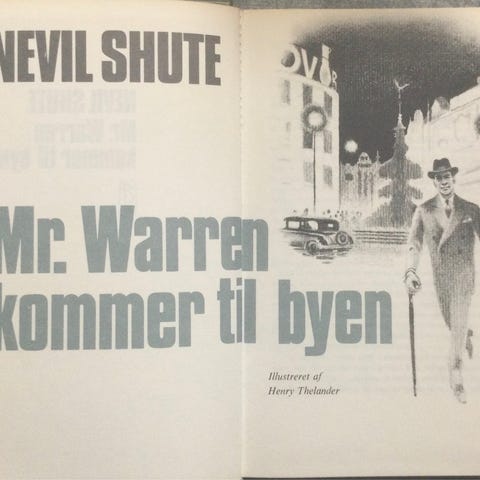 NEVIL SHUTE
Mr. Warren
kommer til byen
Illustreret af
Henry Thelander